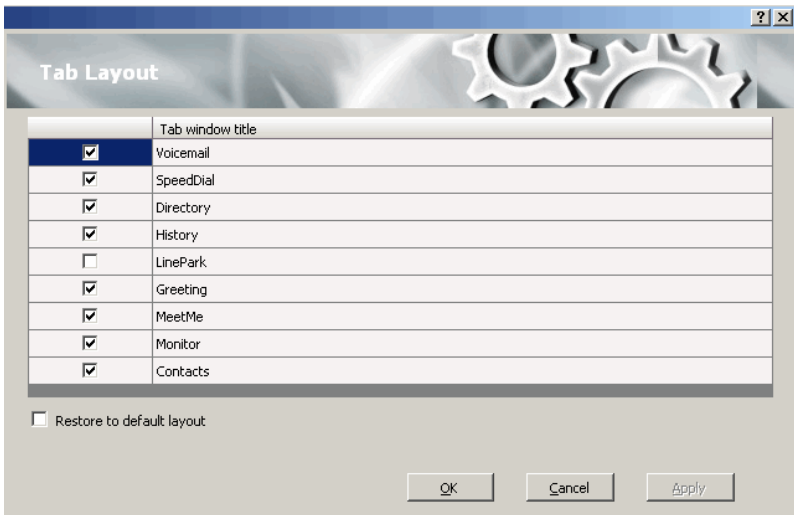 Tab Layout
Tab window title
Voicemail
SpeedDial
Directory
History
LinePark
Greeting
MeetMe
Monitor
Contacts
Restore to default layout
OK Cancel Apply